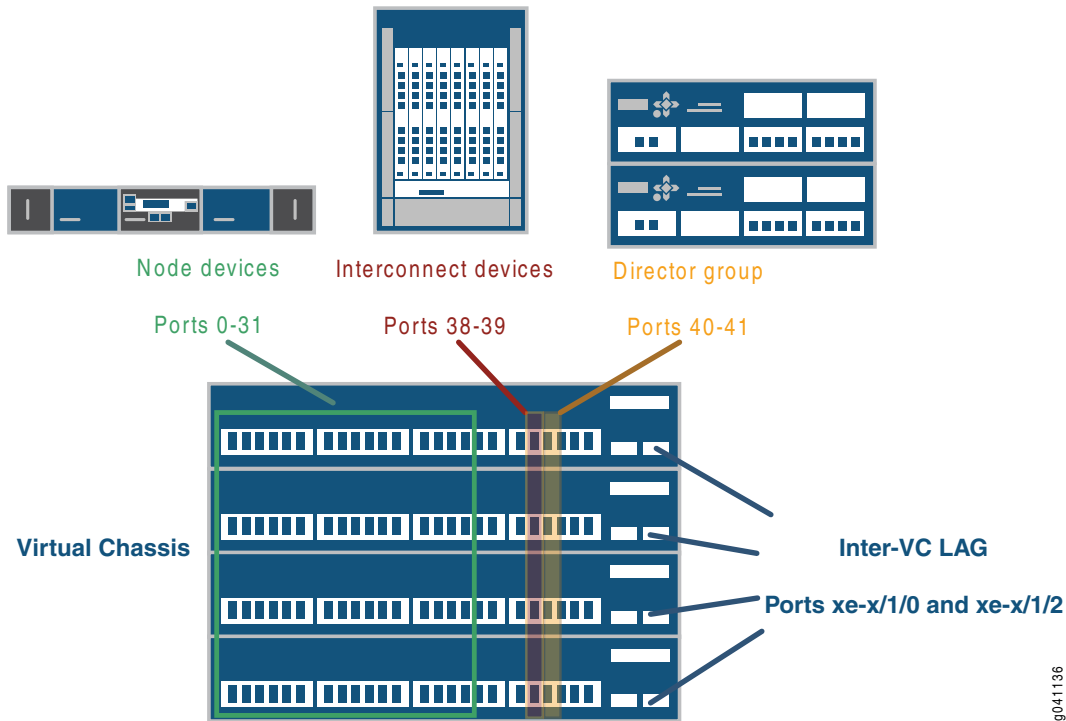 Node devices
Interconnect devices
Director group
Ports 0-31
Ports 38-39
Ports 40-41
Virtual Chassis
Inter-VC LAG
Ports xe-x/1/0 and xe-x/1/2
g041136